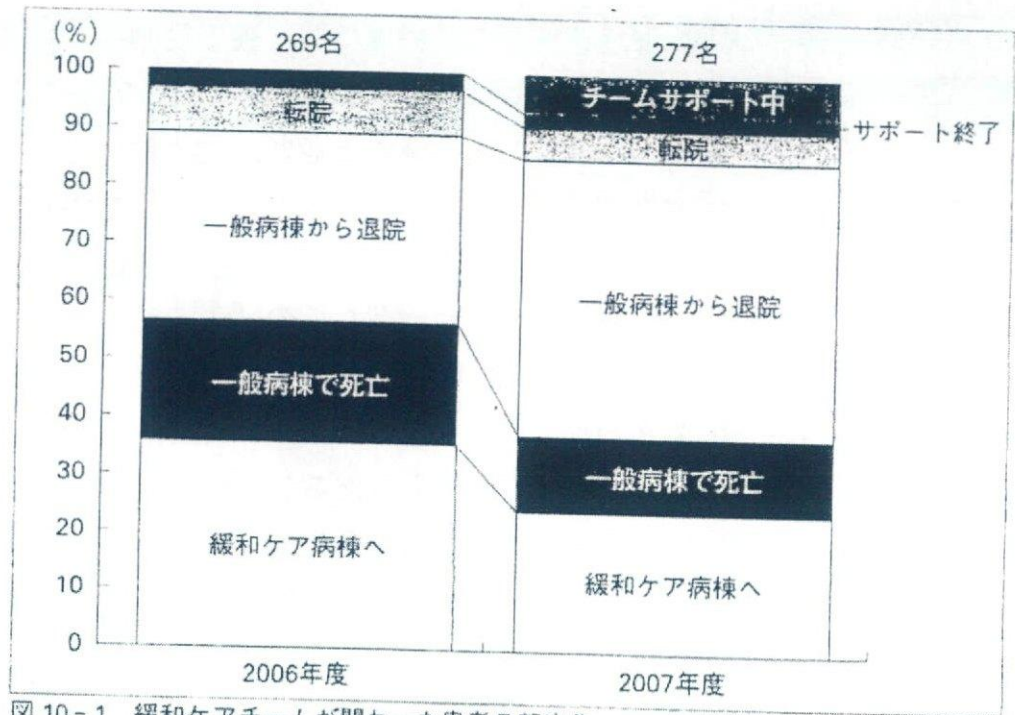 (%)
269名
277名
100
90
80
70
60
50
40
30
20
10
0
転院
一般病棟から退院
一般病棟で死亡
緩和ケア病棟へ
チームサポート中
サポート終了
転院
一般病棟から退院
一般病棟で死亡
緩和ケア病棟へ
2006年度
2007年度
図 10-1 緩和ケアチームが関わった患者の